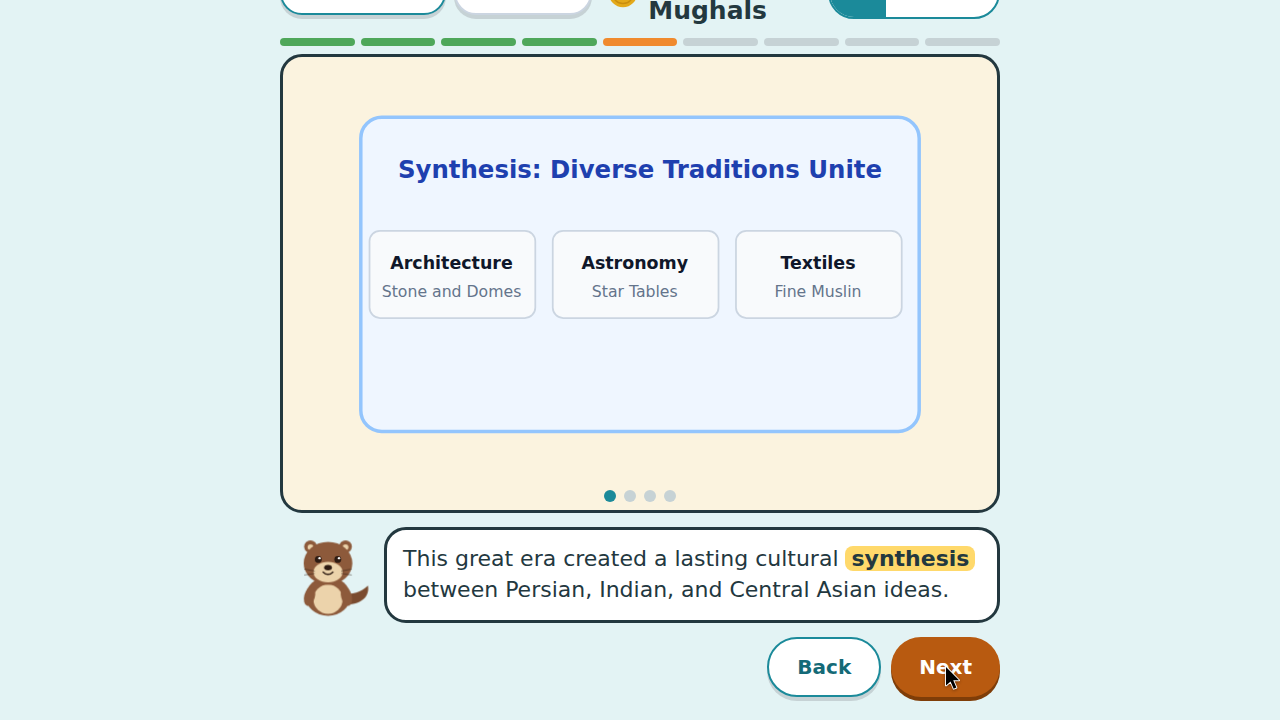 Mughals
Synthesis: Diverse Traditions Unite
Architecture
Stone and Domes
Astronomy
Star Tables
Textiles
Fine Muslin
This great era created a lasting cultural synthesis
between Persian, Indian, and Central Asian ideas.
Back
Next